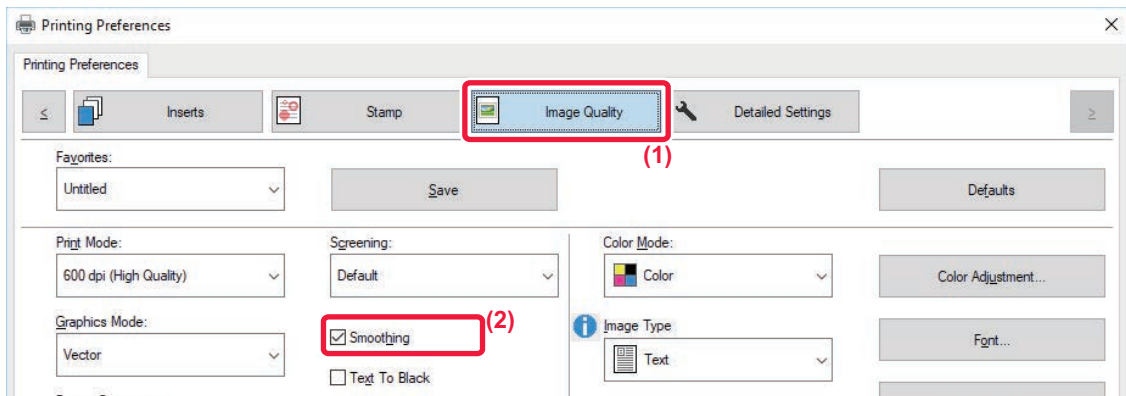 Printing Preferences
Printing Preferences
< Inserts Stamp Image Quality Detailed Settings >
(1)
Favorites:
Untitled Save Defaults
Print Mode: Screening: Color Mode:
600 dpi (High Quality) Default Color Color Adjustment...
Graphics Mode: (2) Image Type
Smoothing Font...
Vector Text
Text To Black